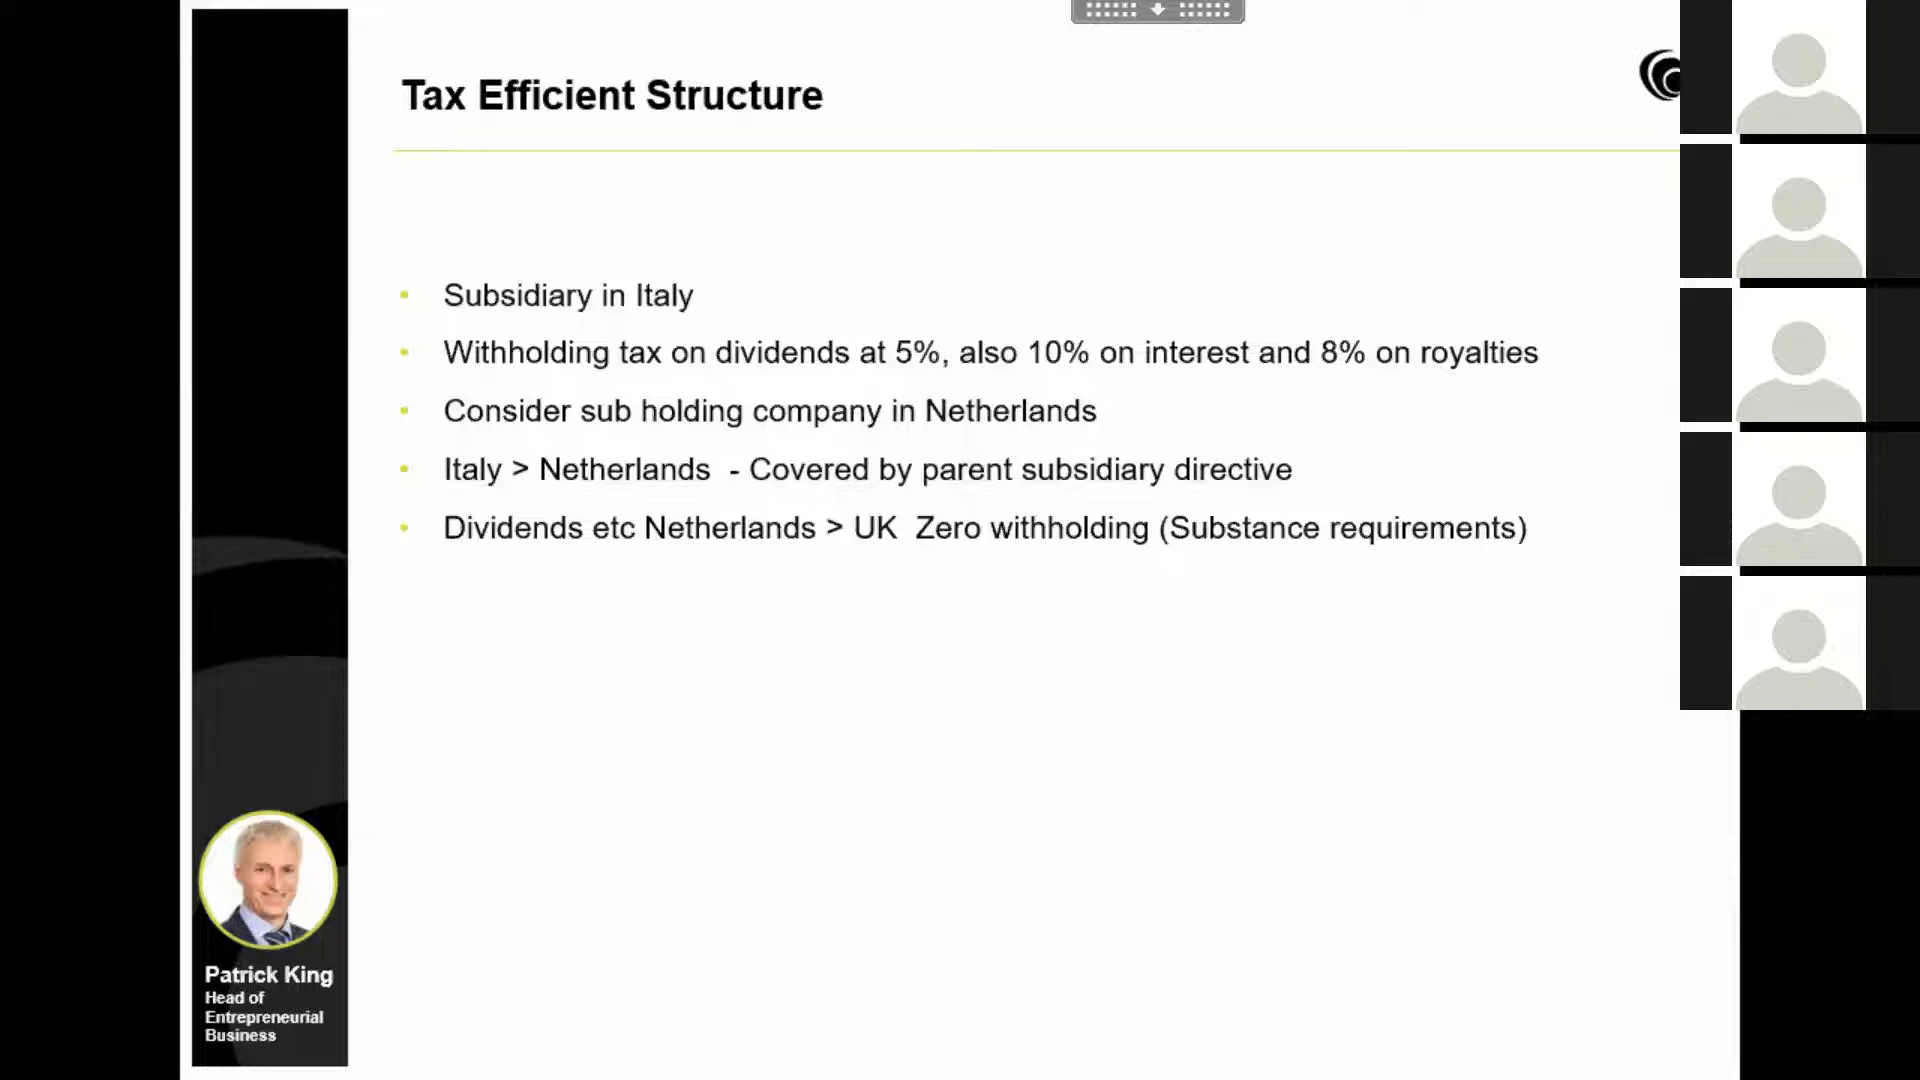 Tax Efficient Structure
• Subsidiary in Italy
• Withholding tax on dividends at 5%, also 10% on interest and 8% on royalties
• Consider sub holding company in Netherlands
• Italy > Netherlands - Covered by parent subsidiary directive
• Dividends etc Netherlands > UK Zero withholding (Substance requirements)
Patrick King
Head of
Entrepreneurial
Business